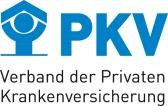 PKV
Verband der Privaten
Krankenversicherung